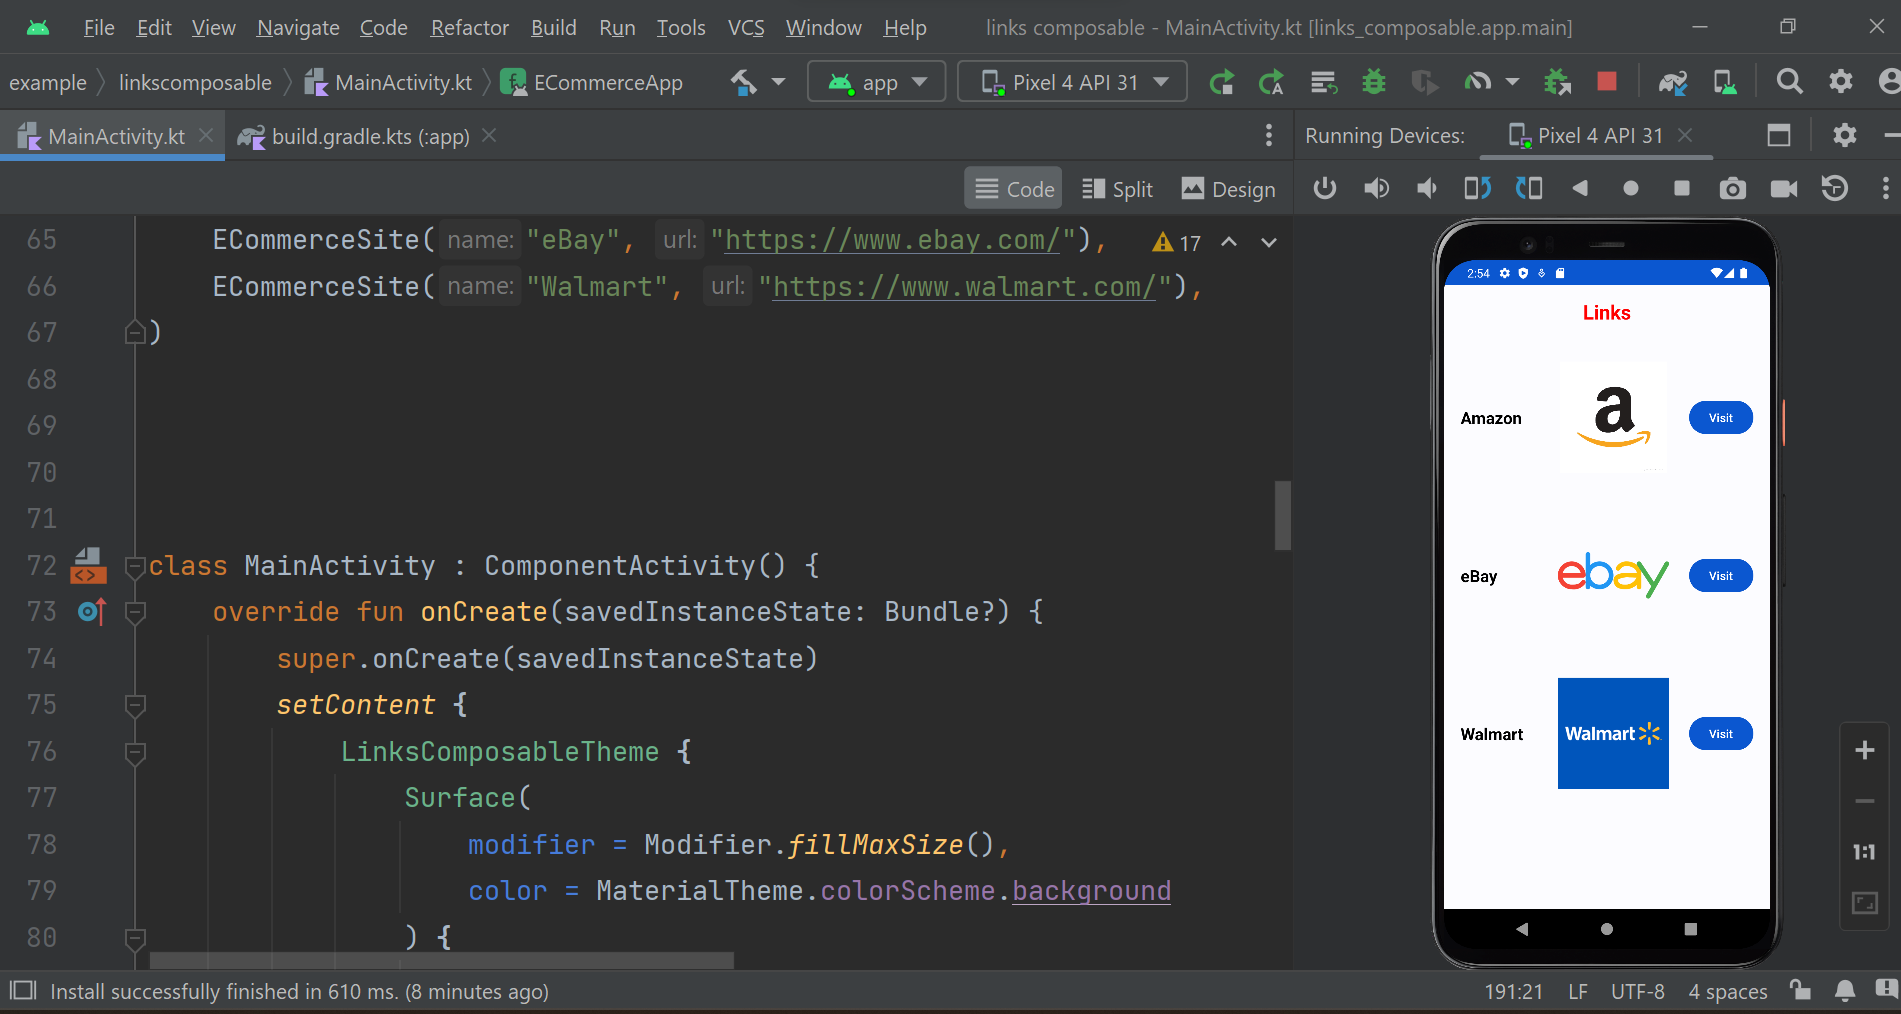 File Edit View Navigate Code Refactor Build Run Tools VCS Window Help links composable - MainActivity.kt [links_composable.app.main]
example linkscomposable MainActivity.kt ECommerceApp app Pixel 4 API 31
MainActivity.kt build.gradle.kts (:app) Running Devices: Pixel 4 API 31
Code Split Design
65 ECommerceSite( name: "eBay", url: "https://www.ebay.com/"), 17
66 ECommerceSite( name: "Walmart", url: "https://www.walmart.com/"),
67 )
68
69
70
71
72 class MainActivity : ComponentActivity() {
73 override fun onCreate(savedInstanceState: Bundle?) {
74 super.onCreate(savedInstanceState)
75 setContent {
76 LinksComposableTheme {
77 Surface(
78 modifier = Modifier.fillMaxSize(),
79 color = MaterialTheme.colorScheme.background
80 ) {
2:54
Links
Amazon a Visit
eBay ebay Visit
Walmart Walmart Visit
1:1
Install successfully finished in 610 ms. (8 minutes ago) 191:21 LF UTF-8 4 spaces